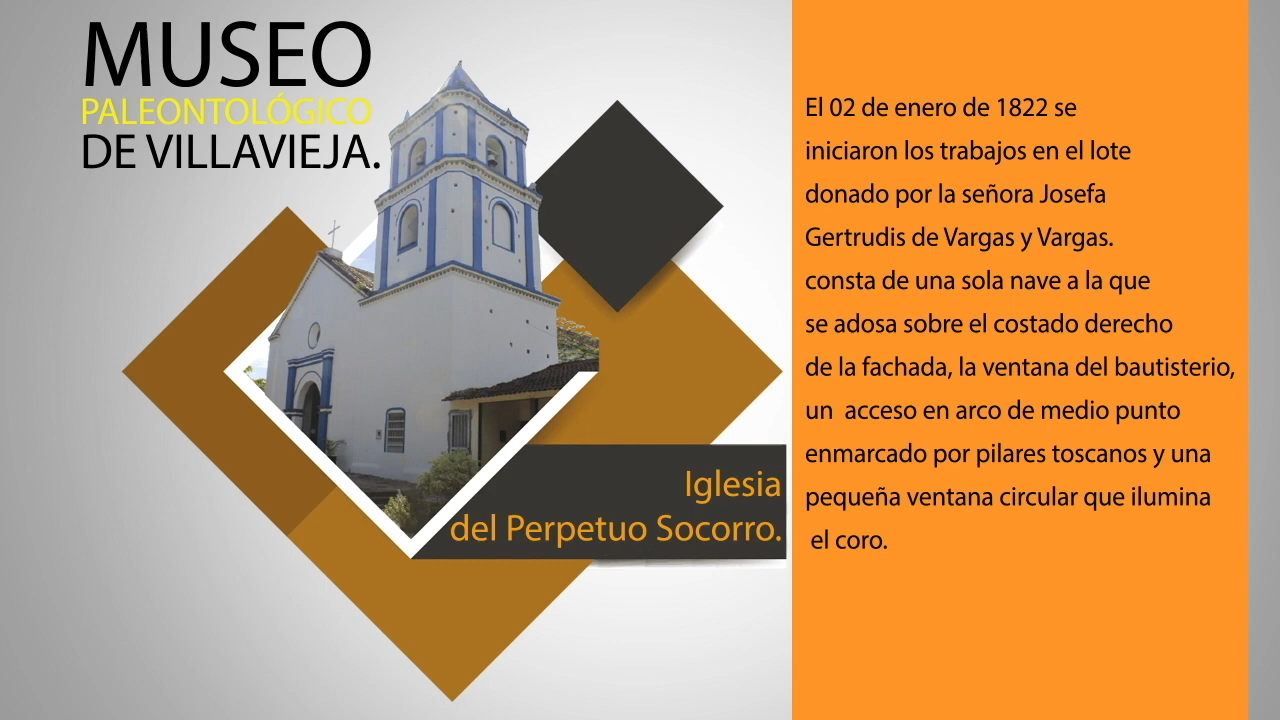 MUSEO
PALEONTOLÓGICO
DE VILLAVIEJA.
Iglesia
del Perpetuo Socorro.
El 02 de enero de 1822 se
iniciaron los trabajos en el lote
donado por la señora Josefa
Gertrudis de Vargas y Vargas.
consta de una sola nave a la que
se adosa sobre el costado derecho
de la fachada, la ventana del bautisterio,
un  acceso en arco de medio punto
enmarcado por pilares toscanos y una
pequeña ventana circular que ilumina
el coro.